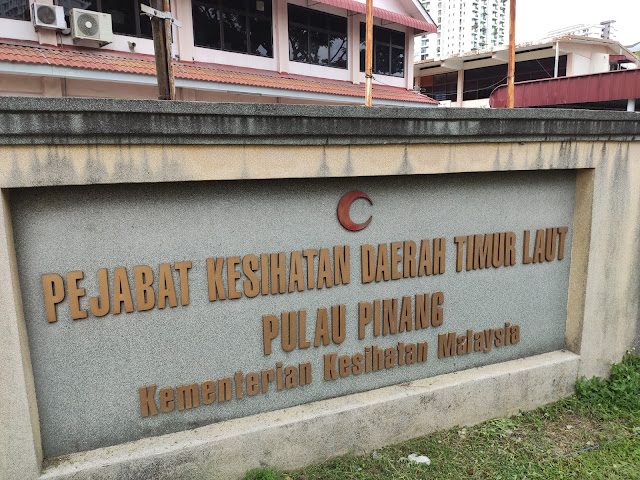 PEJABAT KESIHATAN DAERAH TIMUR LAUT
PULAU PINANG
Kementerian Kesihatan Malaysia